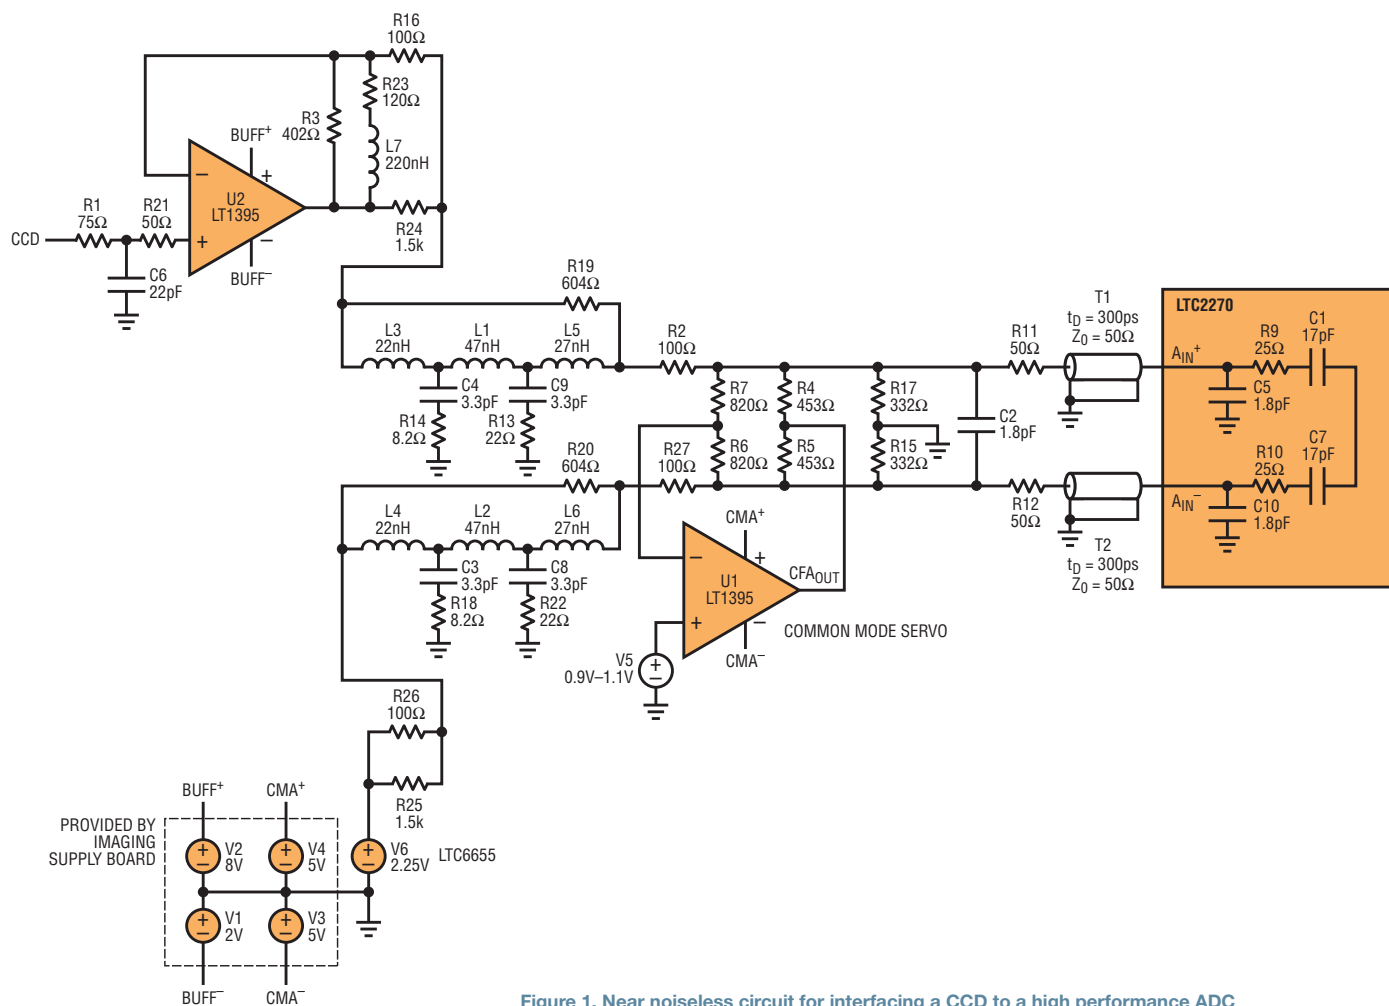 R16
100Ω
R23
120Ω
R3
402Ω
L7
220nH
BUFF+
+
−
U2
LT1395
+
−
BUFF−
R1
75Ω
R21
50Ω
CCD
C6
22pF
R24
1.5k
R19
604Ω
L3
22nH
L1
47nH
L5
27nH
R2
100Ω
C4
3.3pF
C9
3.3pF
R14
8.2Ω
R13
22Ω
R7
820Ω
R4
453Ω
R17
332Ω
R6
820Ω
R5
453Ω
R15
332Ω
C2
1.8pF
R11
50Ω
T1
tD = 300ps
Z0 = 50Ω
LTC2270
AIN+
R9
25Ω
C1
17pF
C5
1.8pF
C7
17pF
R10
25Ω
AIN−
C10
1.8pF
R12
50Ω
T2
tD = 300ps
Z0 = 50Ω
R20
604Ω
R27
100Ω
L4
22nH
L2
47nH
L6
27nH
C3
3.3pF
C8
3.3pF
R18
8.2Ω
R22
22Ω
CMA+
+
−
U1
LT1395
+
−
CFAOUT
CMA−
COMMON MODE SERVO
V5
0.9V–1.1V
+
−
R26
100Ω
R25
1.5k
BUFF+
CMA+
PROVIDED BY
IMAGING
SUPPLY BOARD
+
−
V2
8V
+
−
V4
5V
+
−
V6
2.25V
LTC6655
+
−
V1
2V
+
−
V3
5V
BUFF−
CMA−
Figure 1. Near noiseless circuit for interfacing a CCD to a high performance ADC